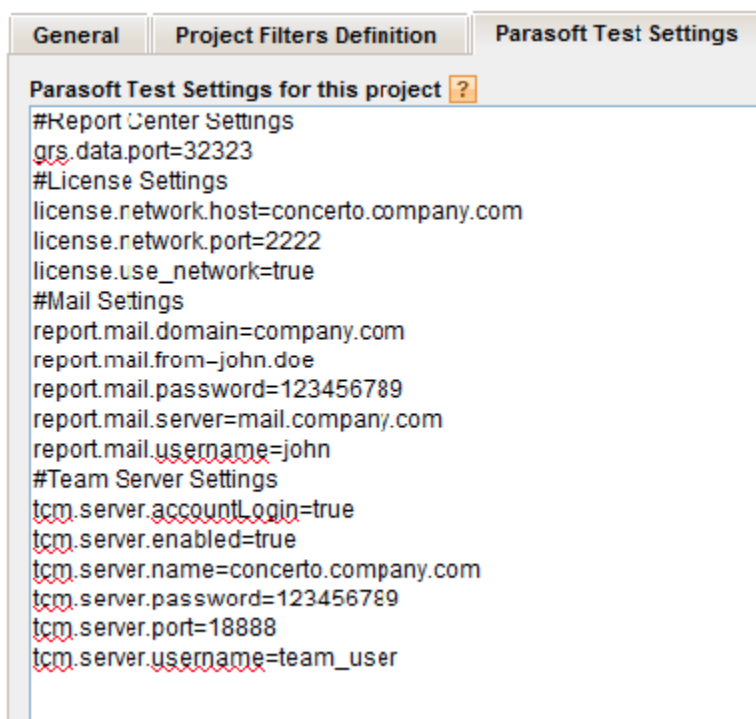 General Project Filters Definition Parasoft Test Settings
Parasoft Test Settings for this project ?
#Report Center Settings
grs.data.port=32323
#License Settings
license.network.host=concerto.company.com
license.network.port=2222
license.use_network=true
#Mail Settings
report.mail.domain=company.com
report.mail.from=john.doe
report.mail.password=123456789
report.mail.server=mail.company.com
report.mail.username=john
#Team Server Settings
tcm.server.accountLogin=true
tcm.server.enabled=true
tcm.server.name=concerto.company.com
tcm.server.password=123456789
tcm.server.port=18888
tcm.server.username=team_user